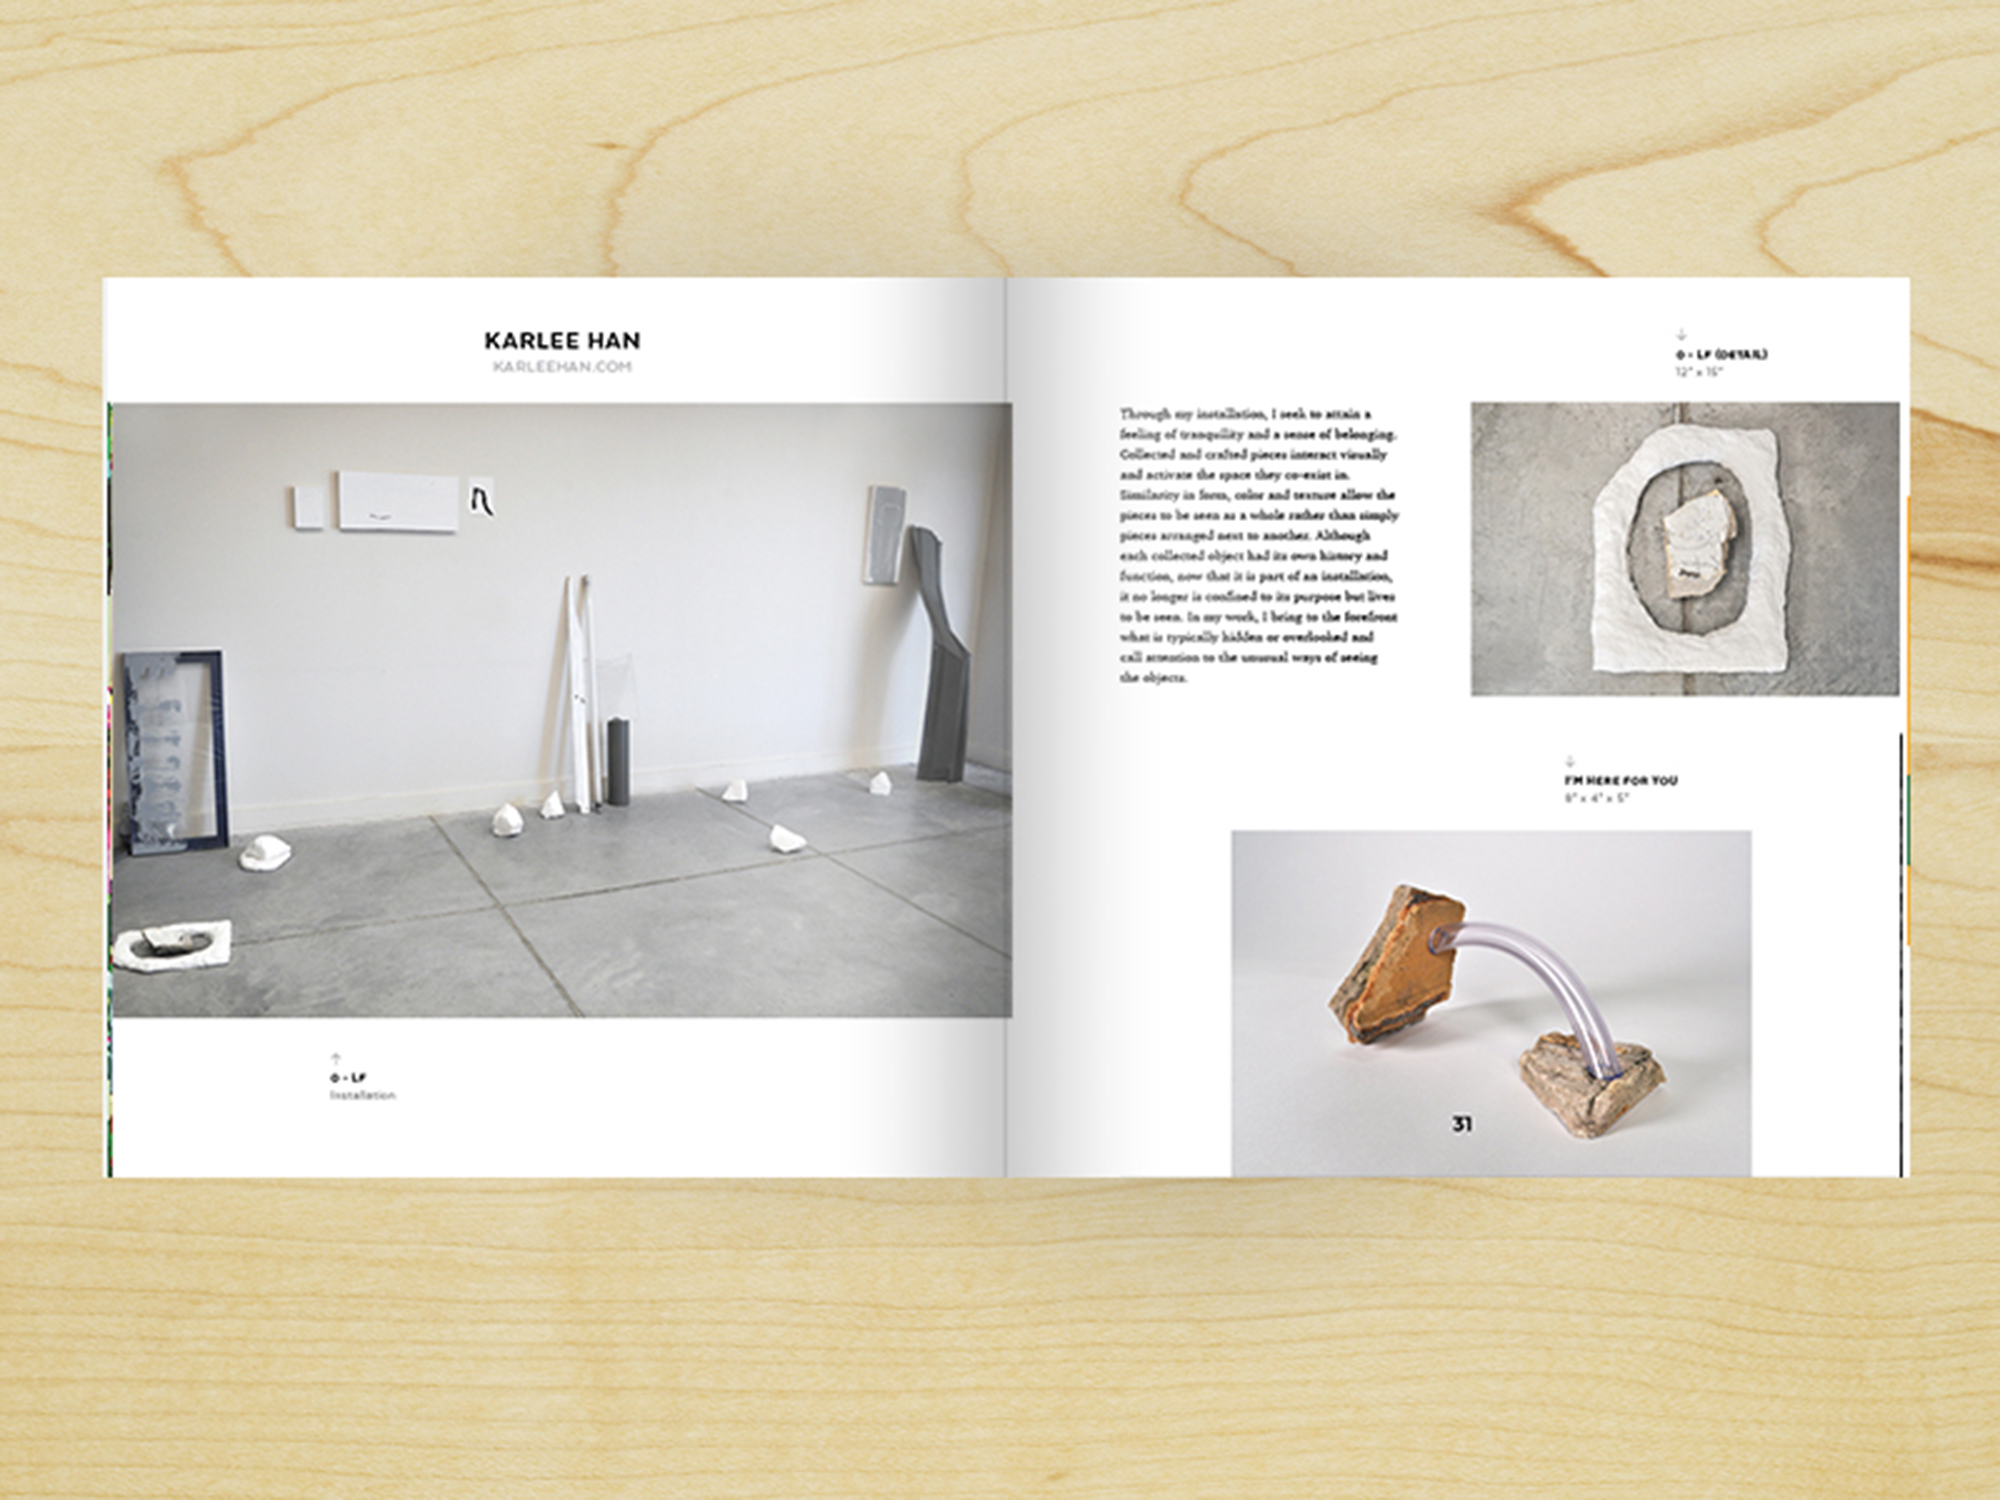 KARLEE HAN
KARLEEHAN.COM
O - LF
Installation
Through my installation, I seek to attain a
feeling of tranquility and a sense of belonging.
Collected and crafted pieces interact visually
and activate the space they co-exist in.
Similarity in form, color and texture allow the
pieces to be seen as a whole rather than simply
pieces arranged next to another. Although
each collected object had its own history and
function, now that it is part of an installation,
it no longer is confined to its purpose but lives
to be seen. In my work, I bring to the forefront
what is typically hidden or overlooked and
call attention to the unusual ways of seeing
the objects.
O - LF (DETAIL)
12" x 15"
I'M HERE FOR YOU
8" x 4" x 5"
31